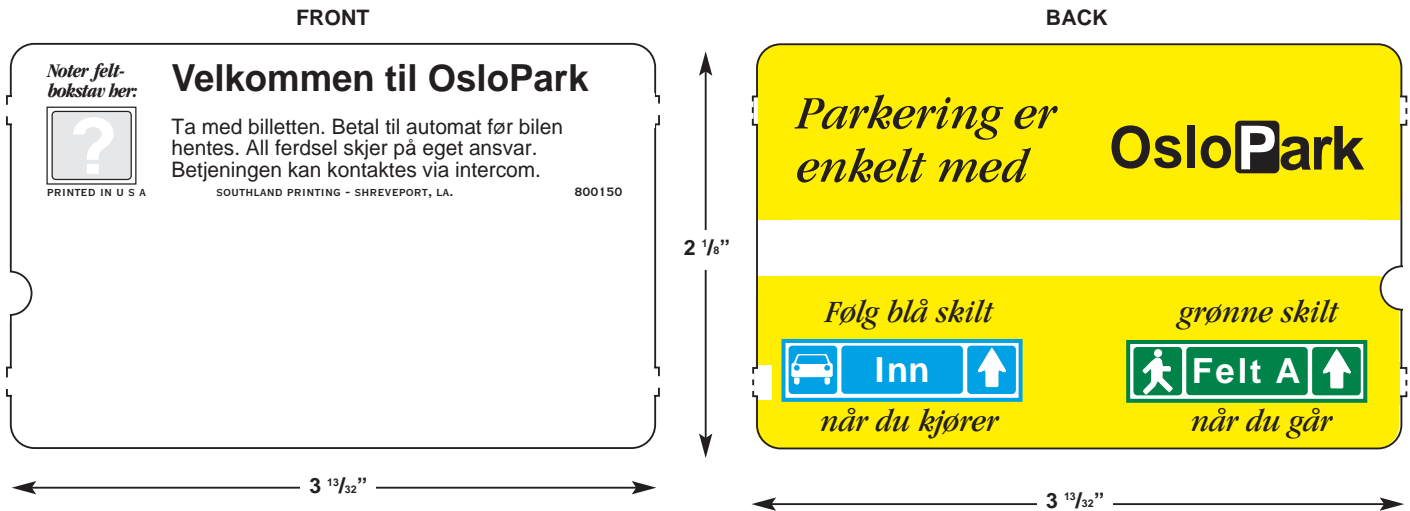 FRONT
BACK
Noter felt-
bokstav her:
?
PRINTED IN U S A
Velkommen til OsloPark
Ta med billetten. Betal til automat før bilen
hentes. All ferdsel skjer på eget ansvar.
Betjeningen kan kontaktes via intercom.
SOUTHLAND PRINTING - SHREVEPORT, LA.
800150
2 1/8”
3 13/32”
Parkering er
enkelt med
OsloPark
Følg blå skilt
Inn
når du kjører
grønne skilt
Felt A
når du går
3 13/32”